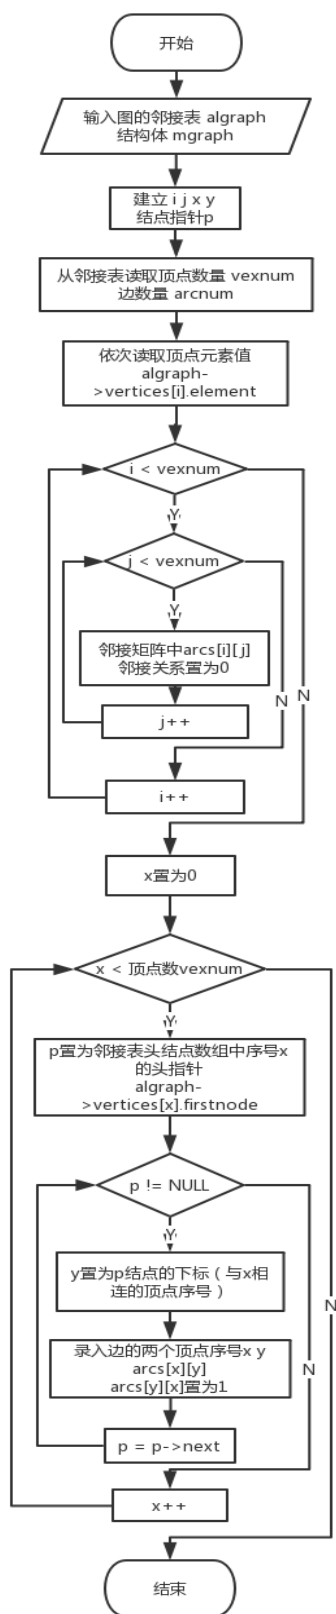 开始
输入图的邻接表 algraph
结构体 mgraph
建立 i j x y
结点指针p
从邻接表读取顶点数量 vexnum
边数量 arcnum
依次读取顶点元素值
algraph-
>vertices[i].element
i < vexnum
Y
j < vexnum
Y
邻接矩阵中arcs[i][j]
邻接关系置为0
N
N
j++
i++
x置为0
x < 顶点数vexnum
Y
p置为邻接表头结点数组中序号x
的头指针
algraph-
>vertices[x].firstnode
p != NULL
Y
y置为p结点的下标（与x相
连的顶点序号）
N
录入边的两个顶点序号x y
arcs[x][y]
arcs[y][x]置为1
N
p = p->next
x++
结束